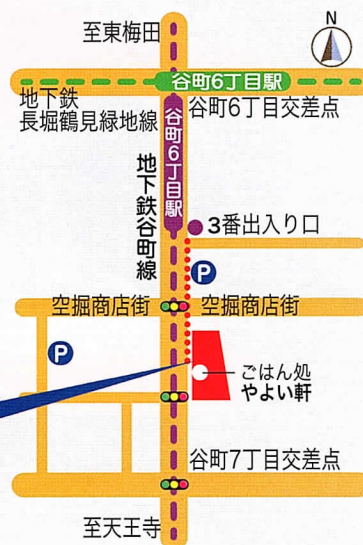 至東梅田
N
谷町6丁目駅
地下鉄
長堀鶴見緑地線
谷町6丁目交差点
谷町6丁目駅
地下鉄谷町線
3番出入り口
P
空掘商店街
空掘商店街
P
ごはん処
やよい軒
谷町7丁目交差点
至天王寺